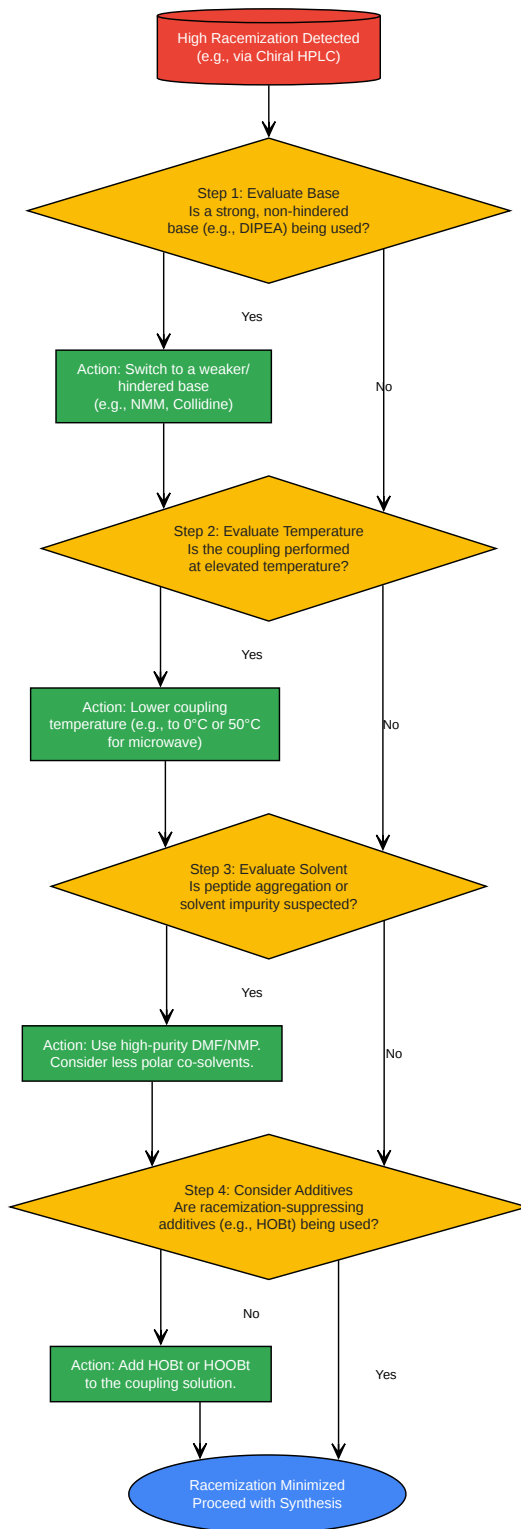 High Racemization Detected
(e.g., via Chiral HPLC)
Step 1: Evaluate Base
Is a strong, non-hindered
base (e.g., DIPEA) being used?
Yes
Action: Switch to a weaker/
hindered base
(e.g., NMM, Collidine)
No
Step 2: Evaluate Temperature
Is the coupling performed
at elevated temperature?
Yes
Action: Lower coupling
temperature (e.g., to 0°C or 50°C
for microwave)
No
Step 3: Evaluate Solvent
Is peptide aggregation or
solvent impurity suspected?
Yes
Action: Use high-purity DMF/NMP.
Consider less polar co-solvents.
No
Step 4: Consider Additives
Are racemization-suppressing
additives (e.g., HOBt) being used?
No
Action: Add HOBt or HOOBt
to the coupling solution.
Yes
Racemization Minimized
Proceed with Synthesis